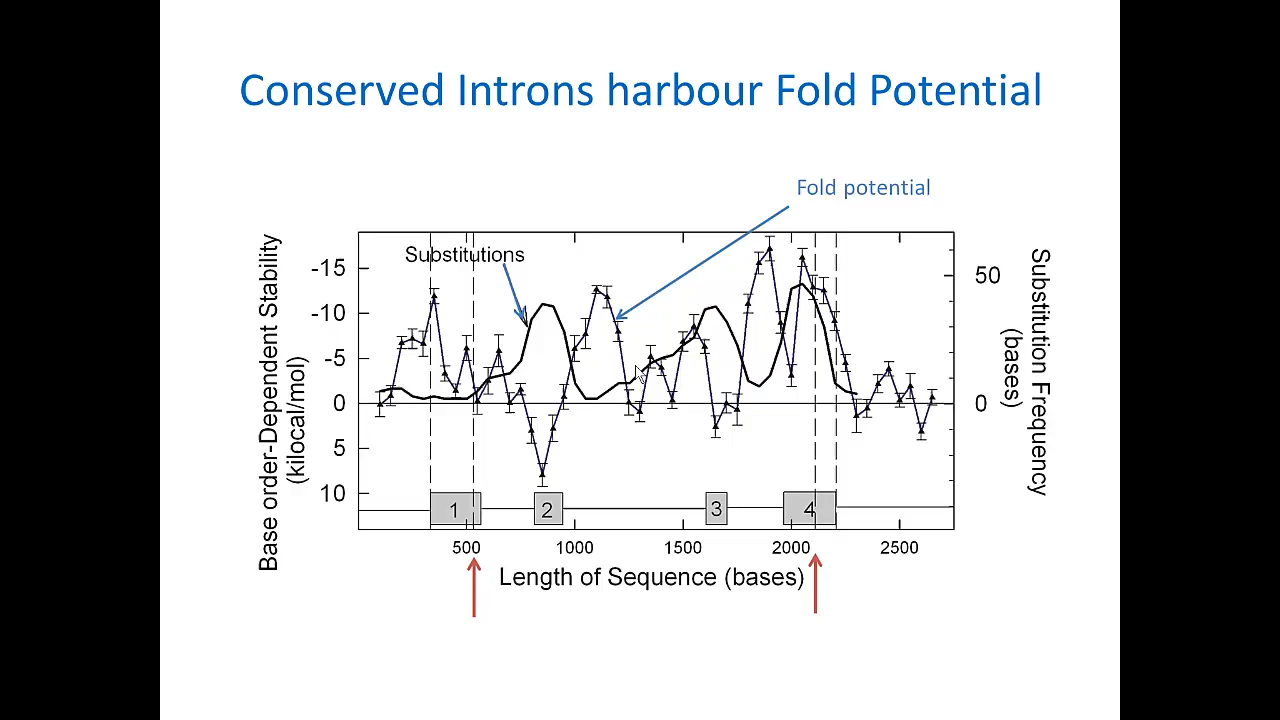 Conserved Introns harbour Fold Potential
Fold potential
Substitutions
Base order-Dependent Stability
(kilocal/mol)
-15
-10
-5
0
5
10
50
0
Substitution Frequency
(bases)
1
2
3
4
500
1000
1500
2000
2500
Length of Sequence (bases)